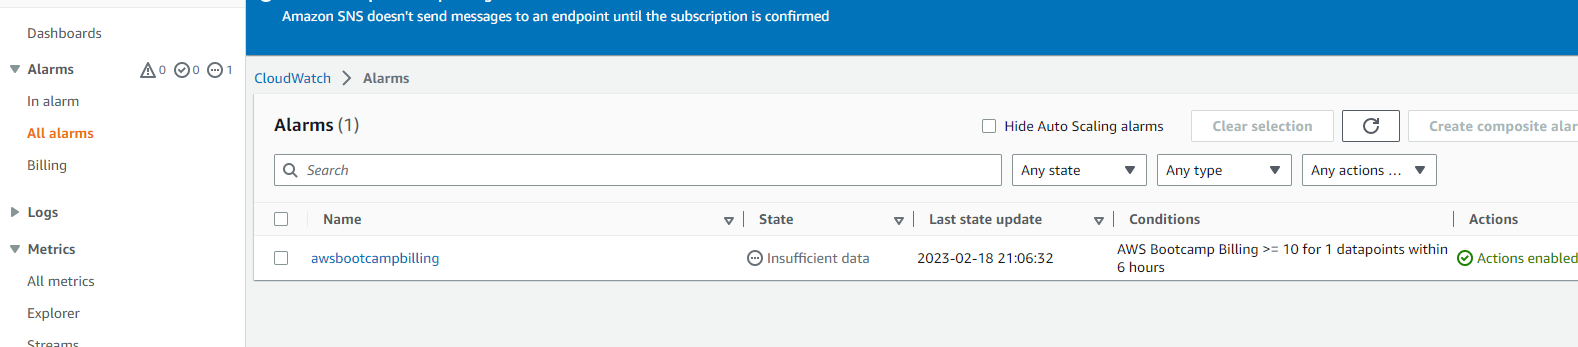 Amazon SNS doesn't send messages to an endpoint until the subscription is confirmed
Dashboards
Alarms 0 0 1
In alarm
All alarms
Billing
Logs
Metrics
All metrics
Explorer
Streams
CloudWatch Alarms
Alarms (1)
Hide Auto Scaling alarms
Clear selection
Create composite alar
Search
Any state
Any type
Any actions ...
Name State Last state update Conditions Actions
awsbootcampbilling Insufficient data 2023-02-18 21:06:32 AWS Bootcamp Billing >= 10 for 1 datapoints within
6 hours
Actions enabled